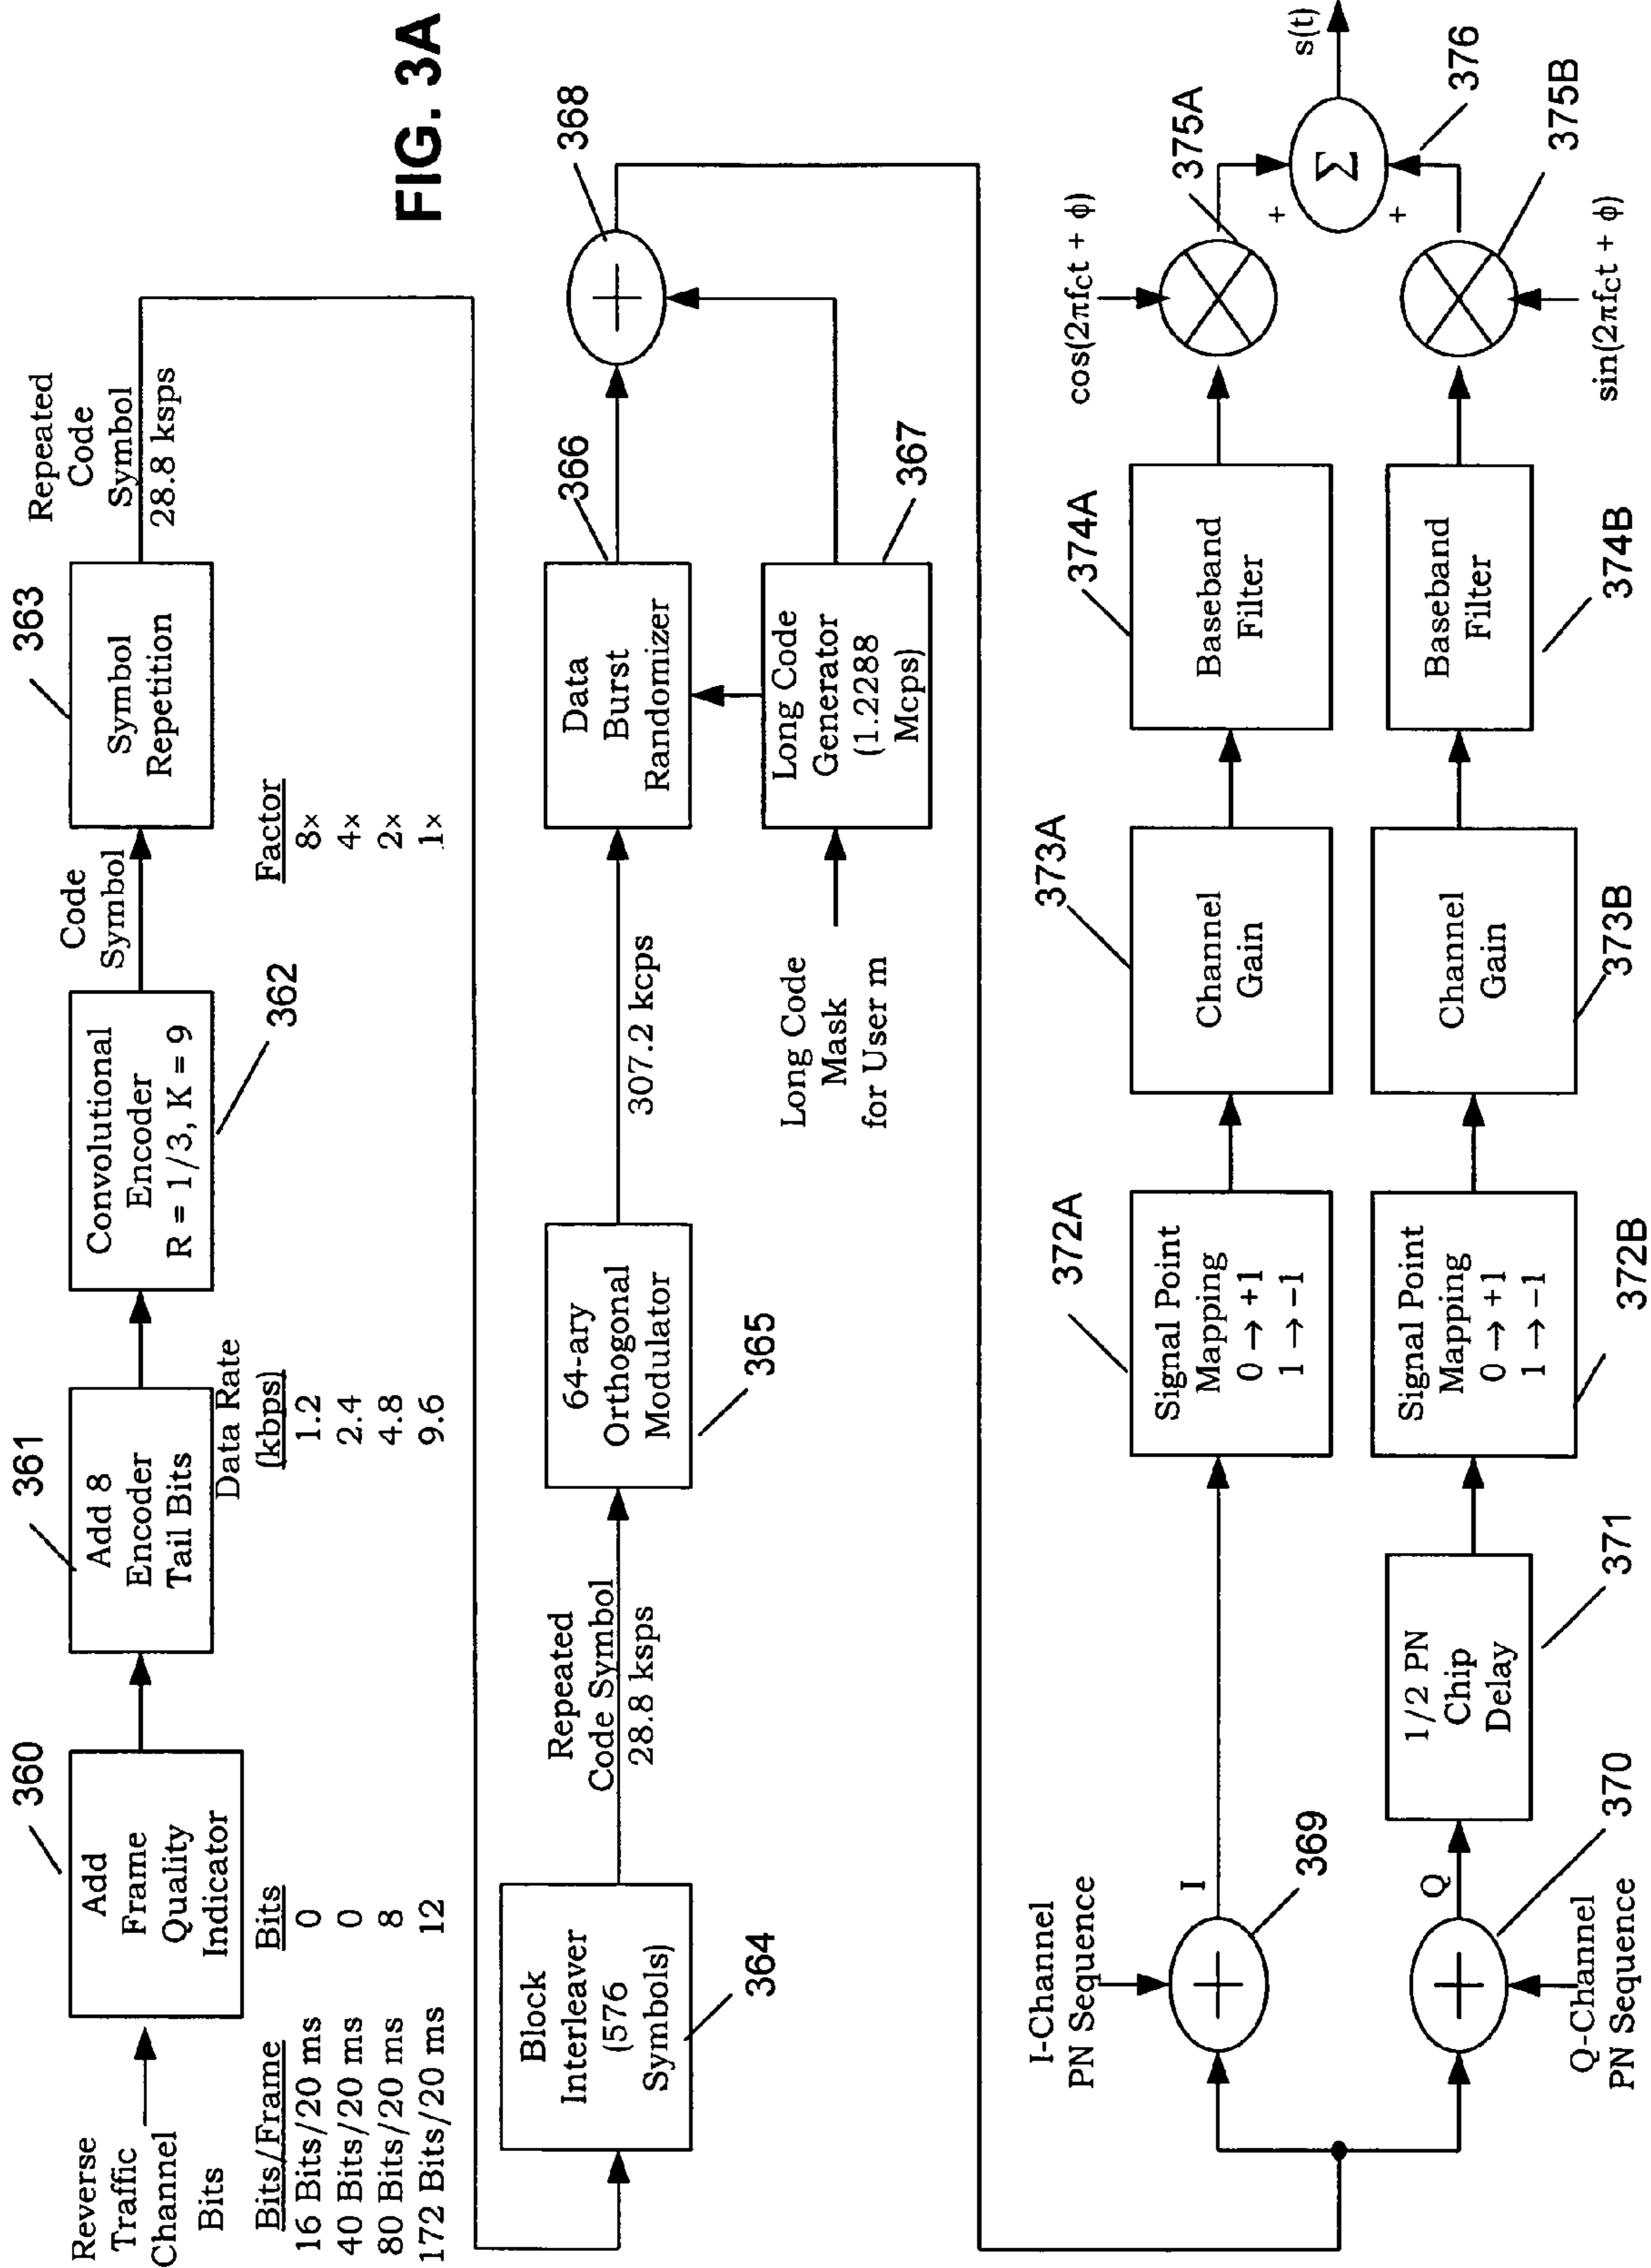 FIG. 3A
Reverse
Traffic
Channel
Bits
360
Add
Frame
Quality
Indicator
361
Add 8
Encoder
Tail Bits
Convolutional
Encoder
R = 1/3, K = 9
362
Code
Symbol
363
Symbol
Repetition
Repeated
Code
Symbol
28.8 ksps
Bits/Frame
16 Bits/20 ms
40 Bits/20 ms
80 Bits/20 ms
172 Bits/20 ms
Bits
0
0
8
12
Data Rate
(kbps)
1.2
2.4
4.8
9.6
Factor
8×
4×
2×
1×
Block
Interleaver
(576
Symbols)
364
Repeated
Code Symbol
28.8 ksps
64-ary
Orthogonal
Modulator
365
307.2 kcps
366
Data
Burst
Randomizer
368
Long Code
Mask
for User m
Long Code
Generator
(1.2288
Mcps)
367
I-Channel
PN Sequence
I
369
372A
Signal Point
Mapping
0 → +1
1 → −1
373A
Channel
Gain
374A
Baseband
Filter
cos(2πfct + ϕ)
375A
+
Σ
s(t)
+
376
Q-Channel
PN Sequence
Q
370
1/2 PN
Chip
Delay
371
Signal Point
Mapping
0 → +1
1 → −1
372B
Channel
Gain
373B
Baseband
Filter
374B
sin(2πfct + ϕ)
375B